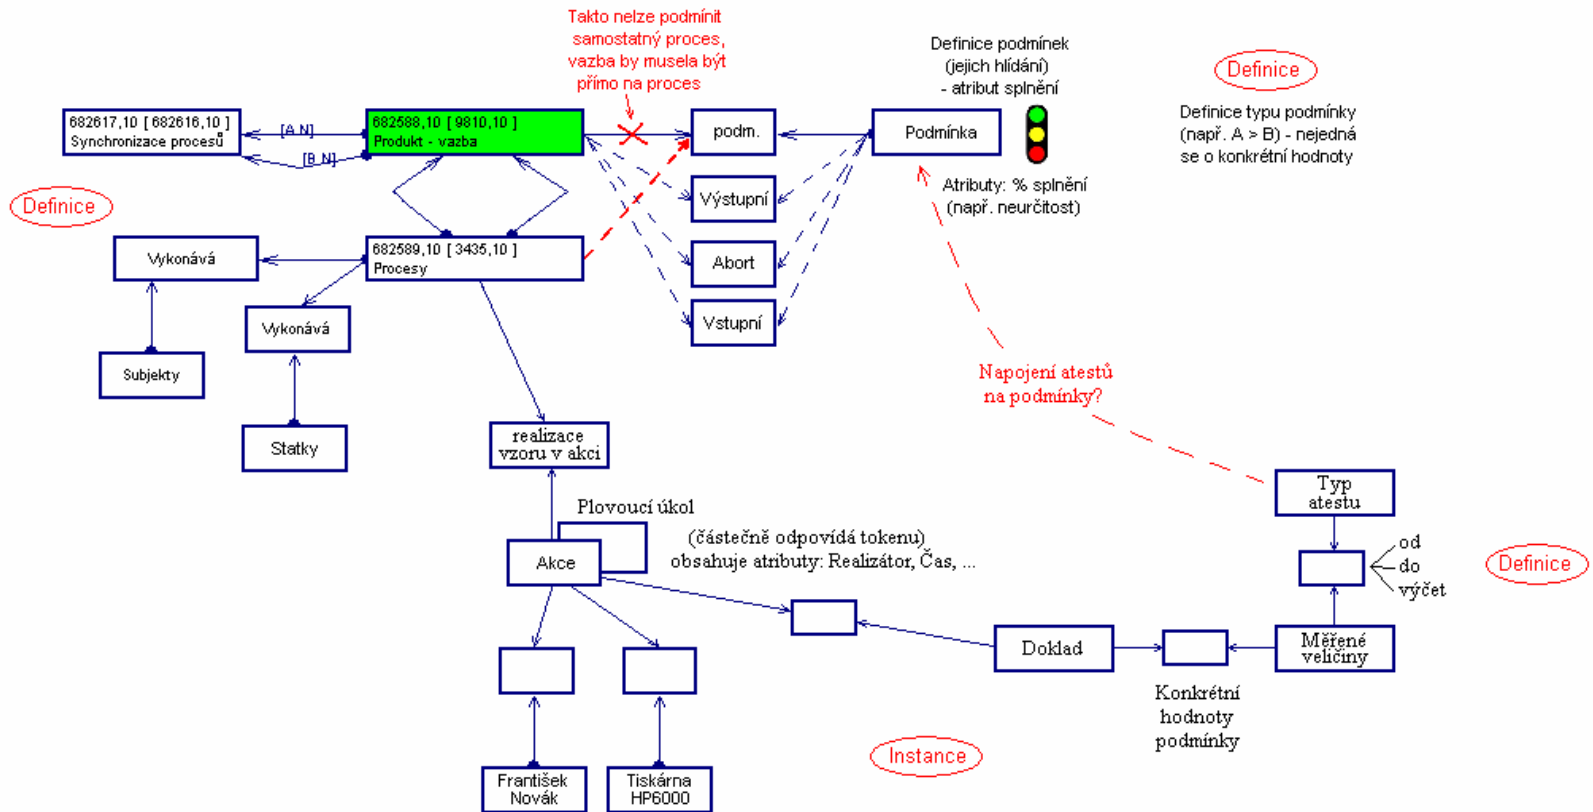 Takto nelze podmínit
samostatný proces,
vazba by musela být
přímo na proces
Definice podmínek
(jejich hlídání)
- atribut splnění
Definice
Definice typu podmínky
(např. A > B) - nejedná
se o konkrétní hodnoty
682617,10 [ 682616,10 ]
Synchronizace procesů
[A N]
[B N]
682588,10 [ 9810,10 ]
Produkt - vazba
podm.
Podmínka
Výstupní
Atributy: % splnění
(např. neurčitost)
Definice
682589,10 [ 3435,10 ]
Procesy
Vykonává
Abort
Vykonává
Vstupní
Subjekty
Napojení atestů
na podmínky?
Statky
realizace
vzoru v akci
Typ
atestu
Plovoucí úkol
(částečně odpovídá tokenu)
obsahuje atributy: Realizátor, Čas, ...
Akce
od
do
výčet
Definice
Doklad
Měřené
veličiny
Konkrétní
hodnoty
podmínky
Instance
František
Novák
Tiskárna
HP6000